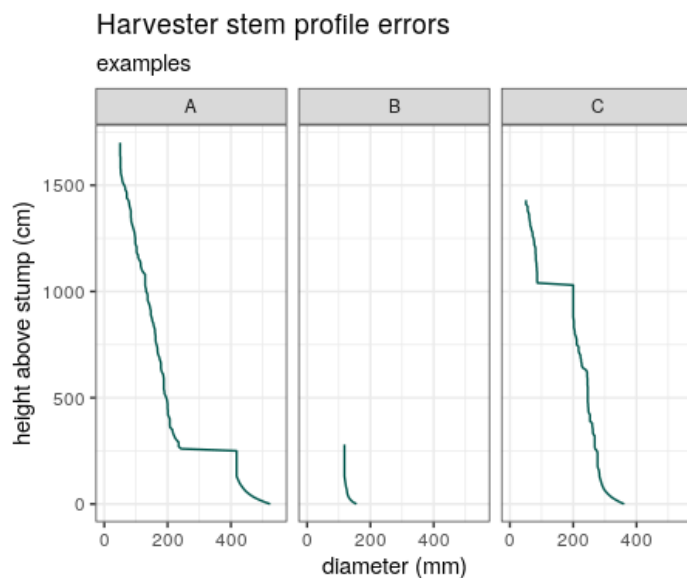 Harvester stem profile errors
examples
A B C
height above stump (cm)
1500
1000
500
0
0 200 400 0 200 400 0 200 400
diameter (mm)